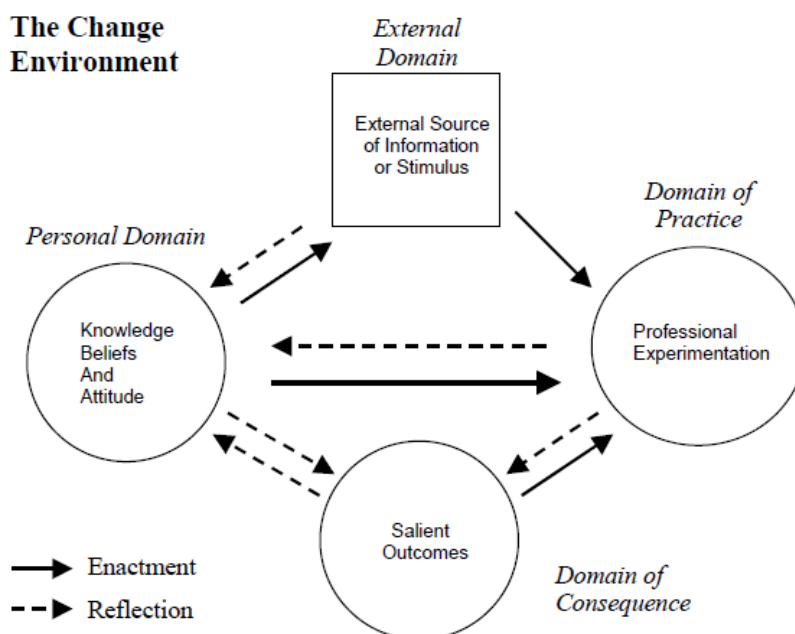 The Change
Environment
External
Domain
External Source
of Information
or Stimulus
Domain of
Practice
Personal Domain
Knowledge
Beliefs
And
Attitude
Professional
Experimentation
Salient
Outcomes
Enactment
Reflection
Domain of
Consequence